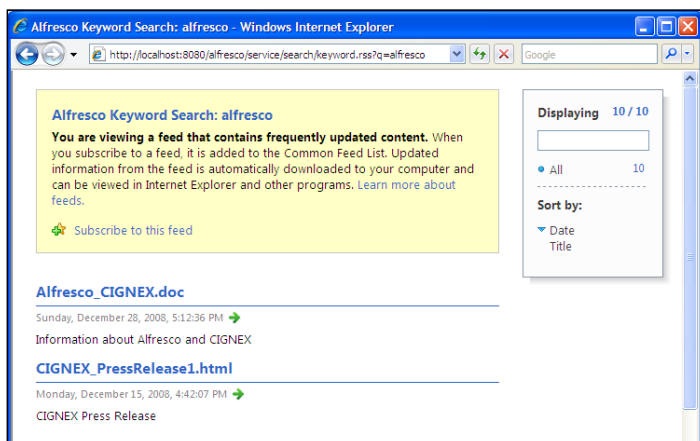 Alfresco Keyword Search: alfresco - Windows Internet Explorer
http://localhost:8080/alfresco/service/search/keyword.rss?q=alfresco
Google
Alfresco Keyword Search: alfresco
You are viewing a feed that contains frequently updated content. When
you subscribe to a feed, it is added to the Common Feed List. Updated
information from the feed is automatically downloaded to your computer and
can be viewed in Internet Explorer and other programs. Learn more about
feeds.
Subscribe to this feed
Displaying 10 / 10
All 10
Sort by:
Date
Title
Alfresco_CIGNEX.doc
Sunday, December 28, 2008, 5:12:36 PM
Information about Alfresco and CIGNEX
CIGNEX_PressRelease1.html
Monday, December 15, 2008, 4:42:07 PM
CIGNEX Press Release